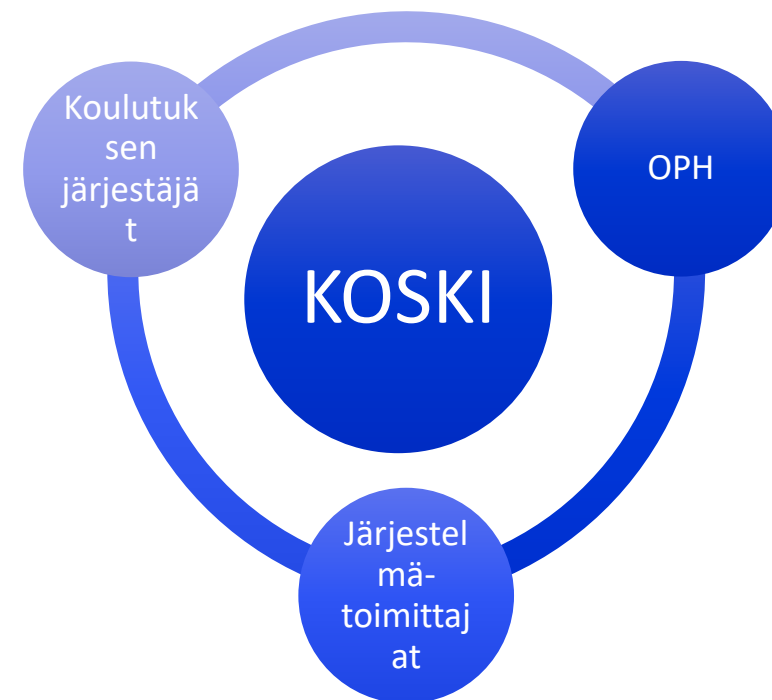 Koulutuk
sen
järjestäjä
t
OPH
KOSKI
Järjestel
mä-
toimittaj
at